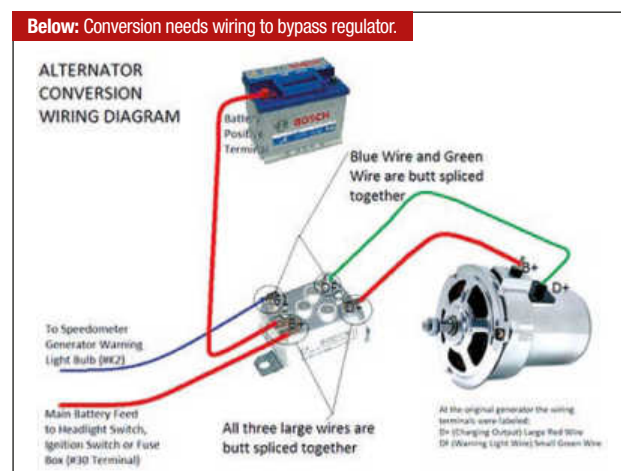 Below: Conversion needs wiring to bypass regulator.
ALTERNATOR
CONVERSION
WIRING DIAGRAM
Battery
Positive
Terminal
BOSCH
Blue Wire and Green
Wire are butt spliced
together
B+
D+
To Speedometer
Generator Warning
Light Bulb (#K2)
Main Battery Feed
to Headlight Switch,
Ignition Switch or Fuse
Box (#30 Terminal)
All three large wires are
butt spliced together
At the original generator the wiring
terminals were labeled:
D+ (Charging Output) Large Red Wire
DF (Warning Light Wire) Small Green Wire